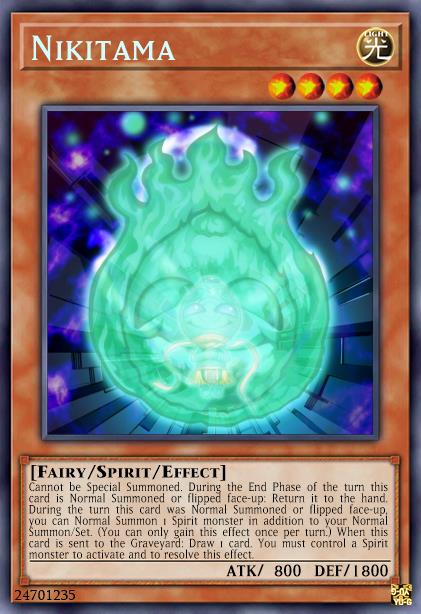 NIKITAMA
LIGHT
光
[FAIRY/SPIRIT/EFFECT]
Cannot be Special Summoned. During the End Phase of the turn this
card is Normal Summoned or flipped face-up: Return it to the hand.
During the turn this card was Normal Summoned or flipped face-up,
you can Normal Summon 1 Spirit monster in addition to your Normal
Summon/Set. (You can only gain this effect once per turn.) When this
card is sent to the Graveyard: Draw 1 card. You must control a Spirit
monster to activate and to resolve this effect.
ATK/ 800 DEF/1800
24701235